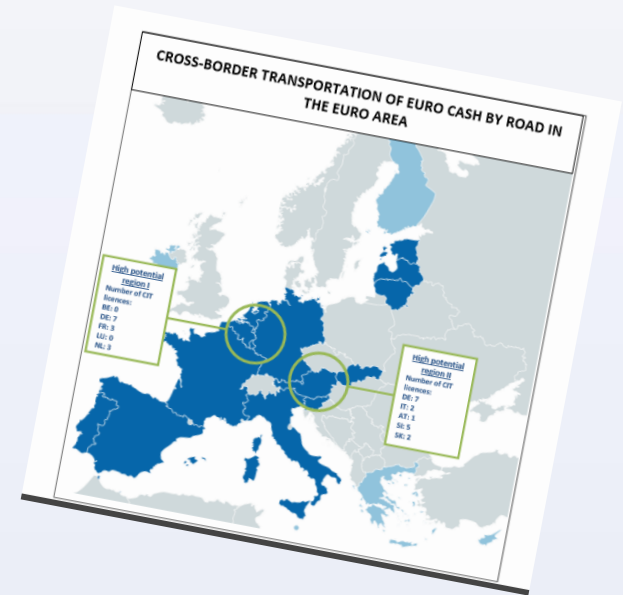 CROSS-BORDER TRANSPORTATION OF EURO CASH BY ROAD IN
THE EURO AREA
High potential
region I
Number of CIT
licences:
BE: 0
DE: 7
FR: 3
LU: 0
NL: 3
High potential
region II
Number of CIT
licences:
DE: 7
IT: 2
AT: 1
SI: 5
SK: 2